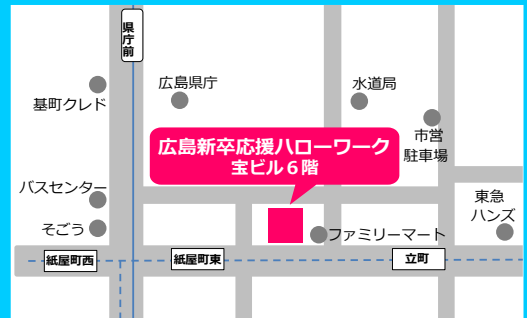 県庁前
広島県庁
水道局
基町クレド
市営
駐車場
広島新卒応援ハローワーク
宝ビル６階
バスセンター
東急
ハンズ
そごう
ファミリーマート
紙屋町西
紙屋町東
立町